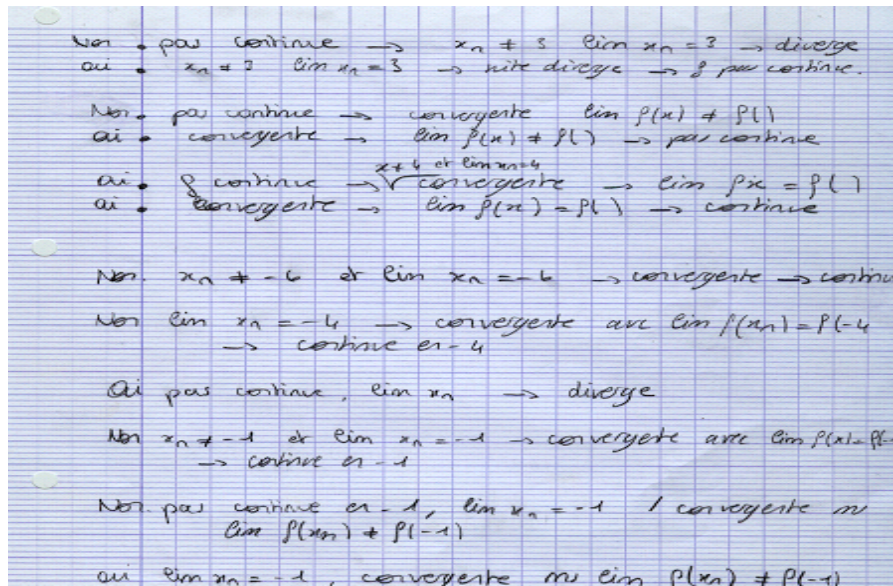 Non. pas continue → xn ≠ 3 lim xn = 3 → diverge
oui • xn ≠ 3 lim xn = 3 → suite diverge → f pas continue.
Non. pas continue → convergente lim f(x) ≠ f()
oui • convergente → lim f(x) ≠ f() → pas continue
x ≠ 4 et lim xn=4
oui • f continue → convergente → lim fx = f()
oui • convergente → lim f(x) = f() → continue
Non. xn ≠ -6 et lim xn = -6 → convergente → continu
Non lim xn = -4 → convergente avc lim f(xn) = f(-4
→ continue en -4
Oui pas continue, lim xn → diverge
Non xn ≠ -1 et lim xn = -1 → convergente avec lim f(x) = f(-
→ continue en -1
Non. pas continue en -1, lim xn = -1 / convergente
lim f(xn) ≠ f(-1)
oui lim xn = -1, convergente lim f(xn) ≠ f(-1)